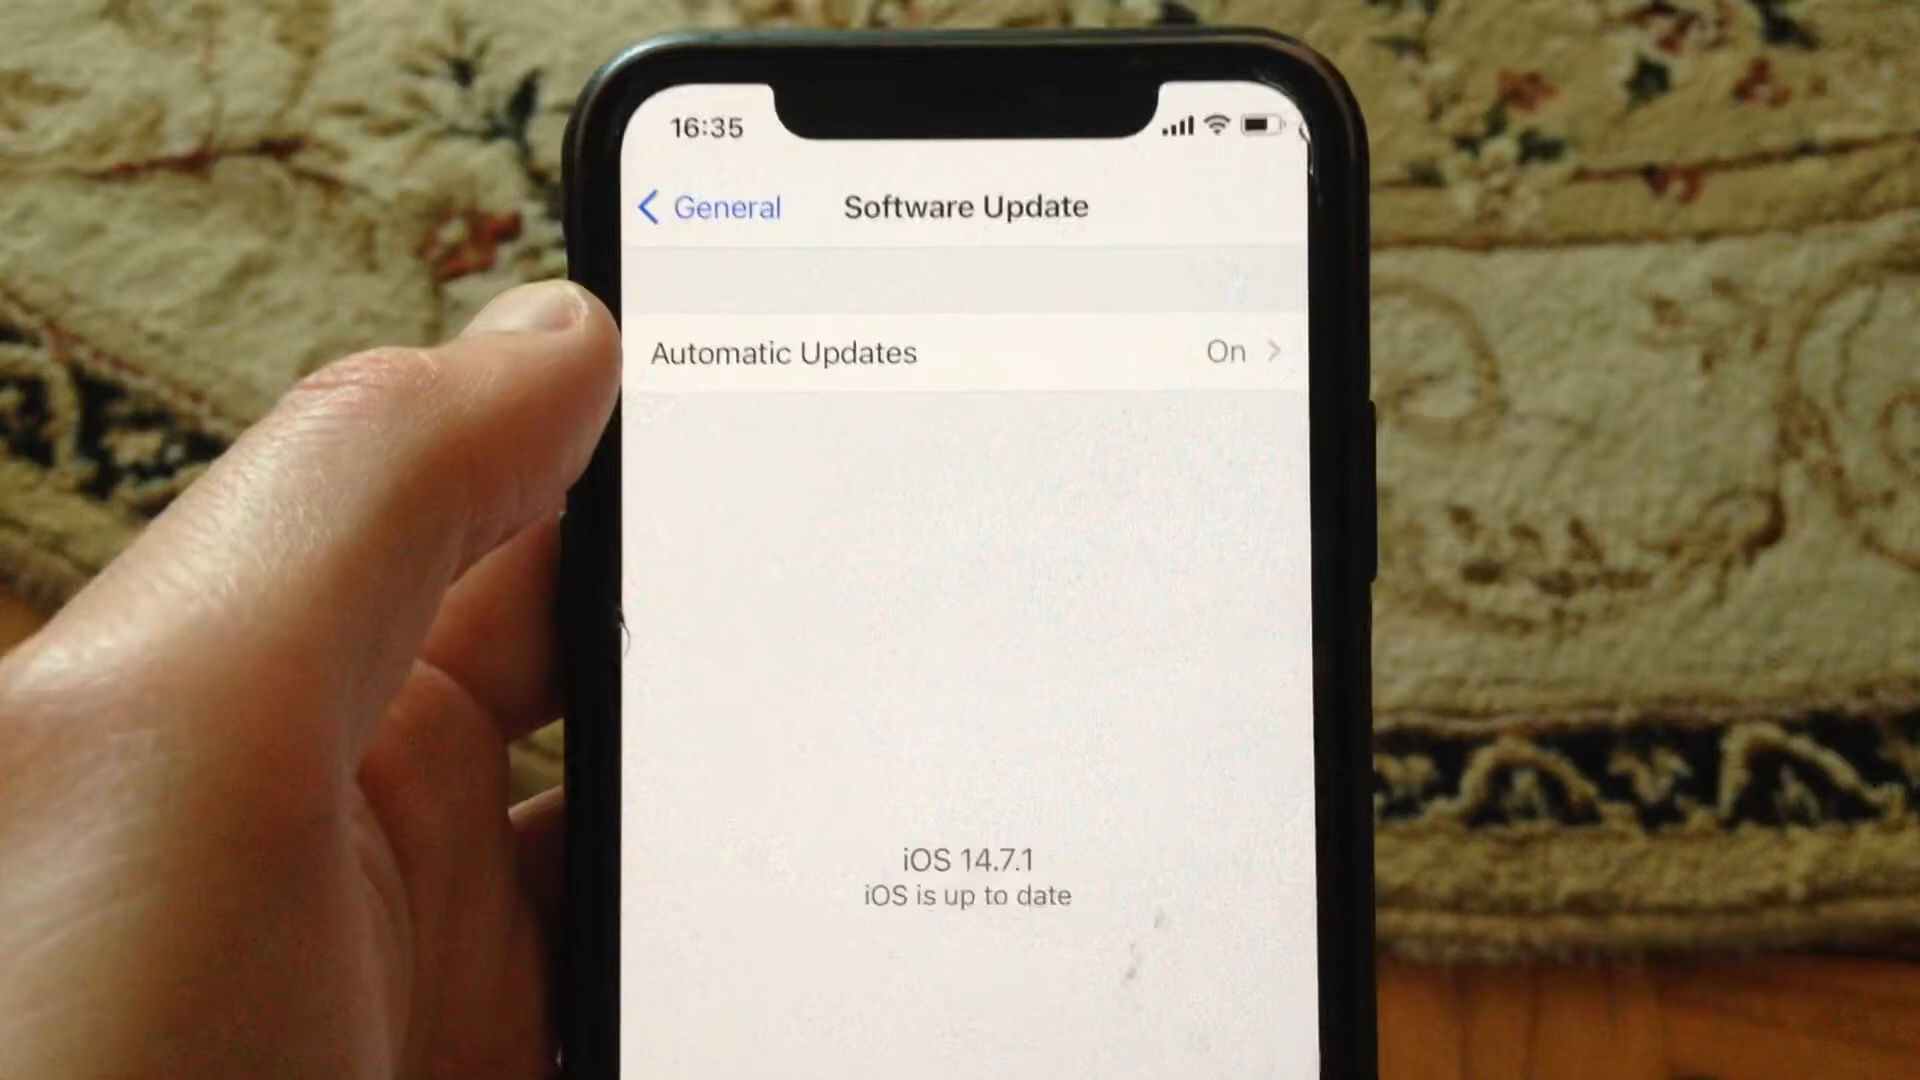 16:35
General
Software Update
Automatic Updates On
iOS 14.7.1
iOS is up to date